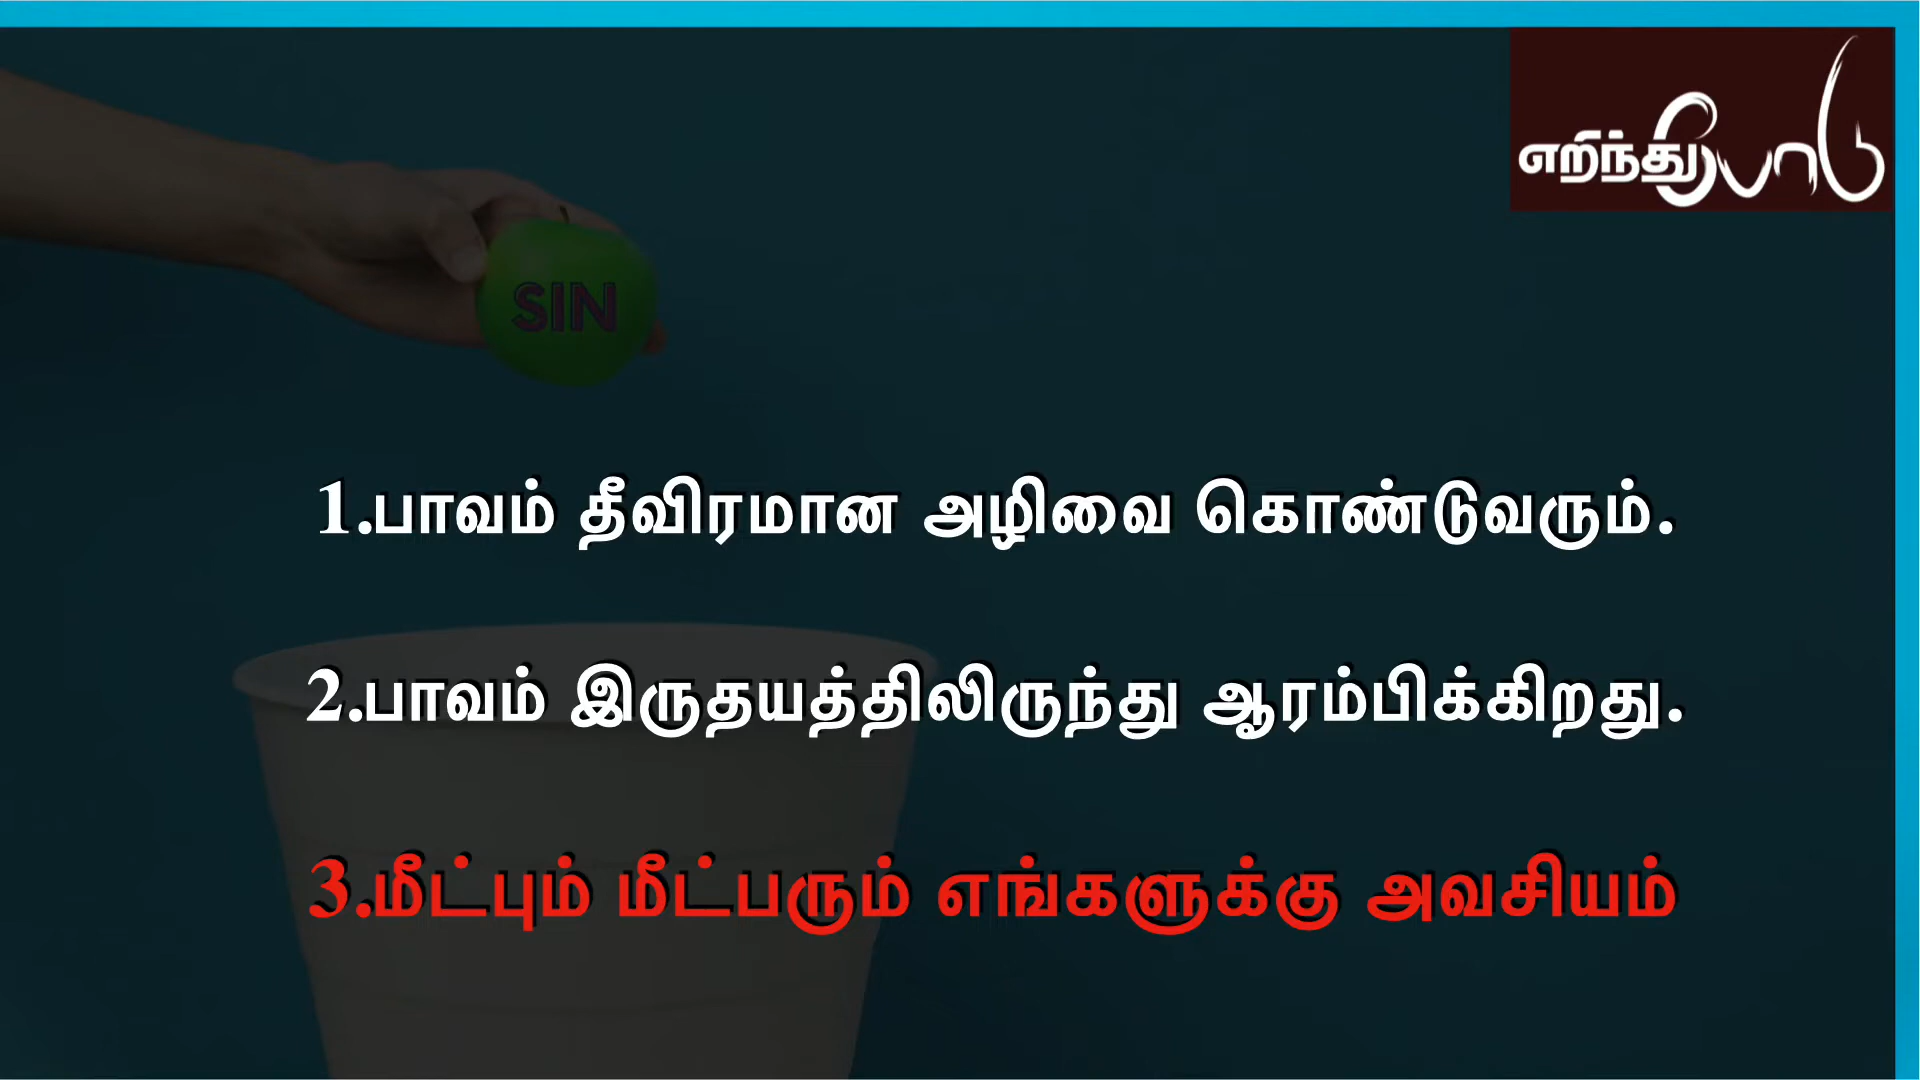 எறிந்து போடு
SIN
1.பாவம் தீவிரமான அழிவை கொண்டுவரும்.
2.பாவம் இருதயத்திலிருந்து ஆரம்பிக்கிறது.
3.மீட்பும் மீட்பரும் எங்களுக்கு அவசியம்